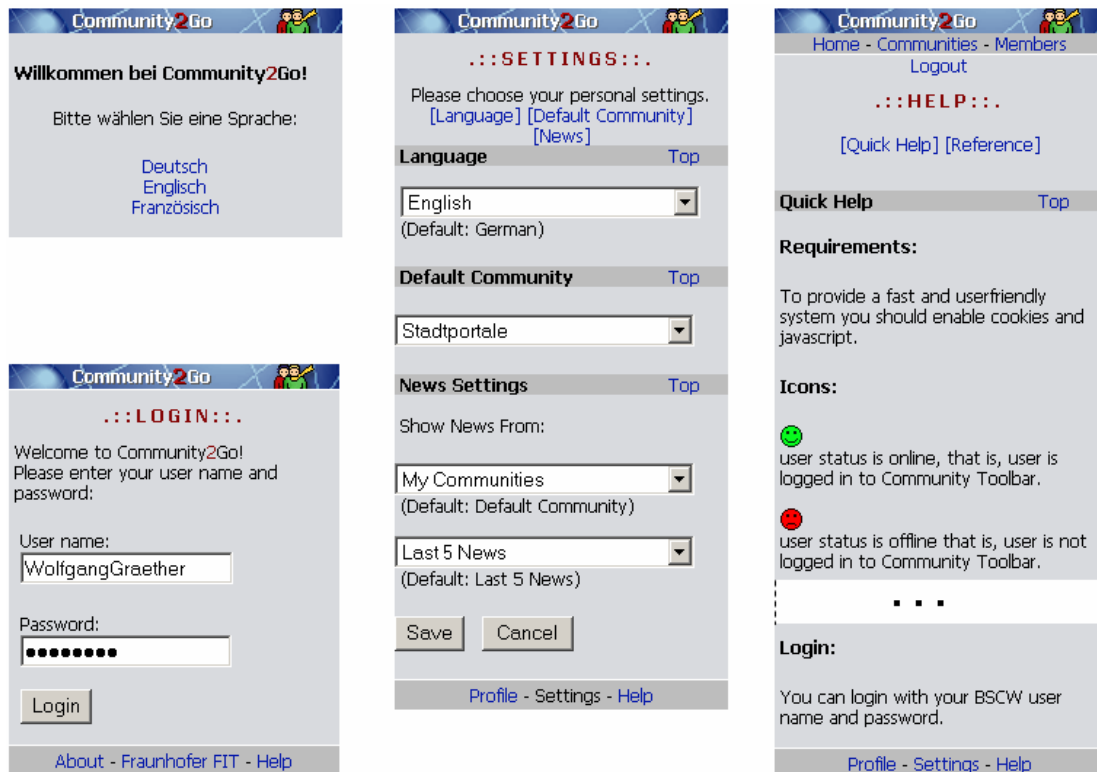 Community2Go
Willkommen bei Community2Go!
Bitte wählen Sie eine Sprache:
Deutsch
Englisch
Französisch
Community2Go
.::LOGIN::.
Welcome to Community2Go!
Please enter your user name and
password:
User name:
WolfgangGraether
Password:
●●●●●●●●
Login
About - Fraunhofer FIT - Help
Community2Go
.::SETTINGS::.
Please choose your personal settings.
[Language] [Default Community]
[News]
Language Top
English
(Default: German)
Default Community Top
Stadtportale
News Settings Top
Show News From:
My Communities
(Default: Default Community)
Last 5 News
(Default: Last 5 News)
Save Cancel
Profile - Settings - Help
Community2Go
Home - Communities - Members
Logout
.::HELP::.
[Quick Help] [Reference]
Quick Help Top
Requirements:
To provide a fast and userfriendly
system you should enable cookies and
javascript.
Icons:
user status is online, that is, user is
logged in to Community Toolbar.
user status is offline that is, user is not
logged in to Community Toolbar.
. . .
Login:
You can login with your BSCW user
name and password.
Profile - Settings - Help